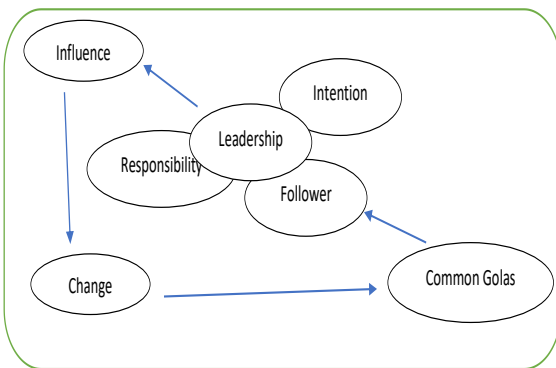 Influence
Intention
Leadership
Responsibility
Follower
Common Golas
Change